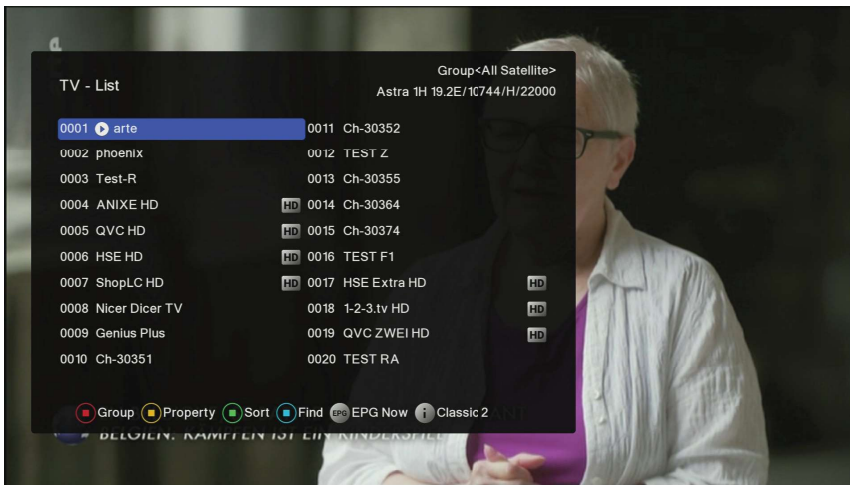 Group<All Satellite>
TV - List
Astra 1H 19.2E/10744/H/22000
0001 arte
0002 phoenix
0003 Test-R
0004 ANIXE HD HD
0005 QVC HD HD
0006 HSE HD HD
0007 ShopLC HD HD
0008 Nicer Dicer TV
0009 Genius Plus
0010 Ch-30351
0011 Ch-30352
0012 TEST Z
0013 Ch-30355
0014 Ch-30364
0015 Ch-30374
0016 TEST F1
0017 HSE Extra HD HD
0018 1-2-3.tv HD HD
0019 QVC ZWEI HD HD
0020 TEST RA
Group Property Sort Find EPG EPG Now i Classic 2
BELGIEN: KÄMPFEN IST EIN KINDERSPIEL